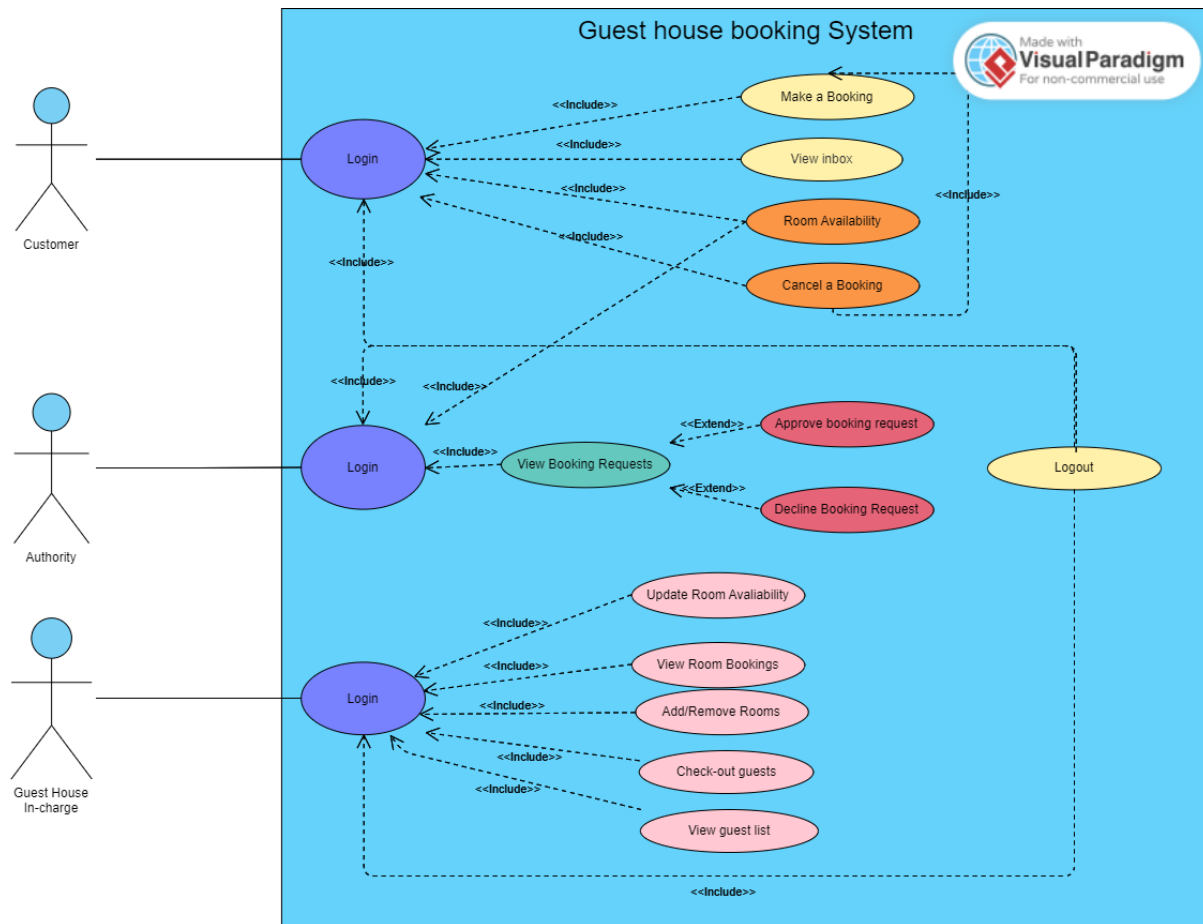 Guest house booking System
Made with
Visual Paradigm
For non-commercial use
Make a Booking
<<Include>>
Login
View inbox
<<Include>>
<<Include>>
Room Availability
<<Include>>
Customer
<<Include>>
<<Include>>
Cancel a Booking
<<Include>>
<<Include>>
Approve booking request
<<Extend>>
<<Include>>
Login
View Booking Requests
Logout
<<Extend>>
Decline Booking Request
Authority
Update Room Avaliability
<<Include>>
View Room Bookings
<<Include>>
Login
Add/Remove Rooms
<<Include>>
<<Include>>
Check-out guests
<<Include>>
Guest House
In-charge
View guest list
<<Include>>